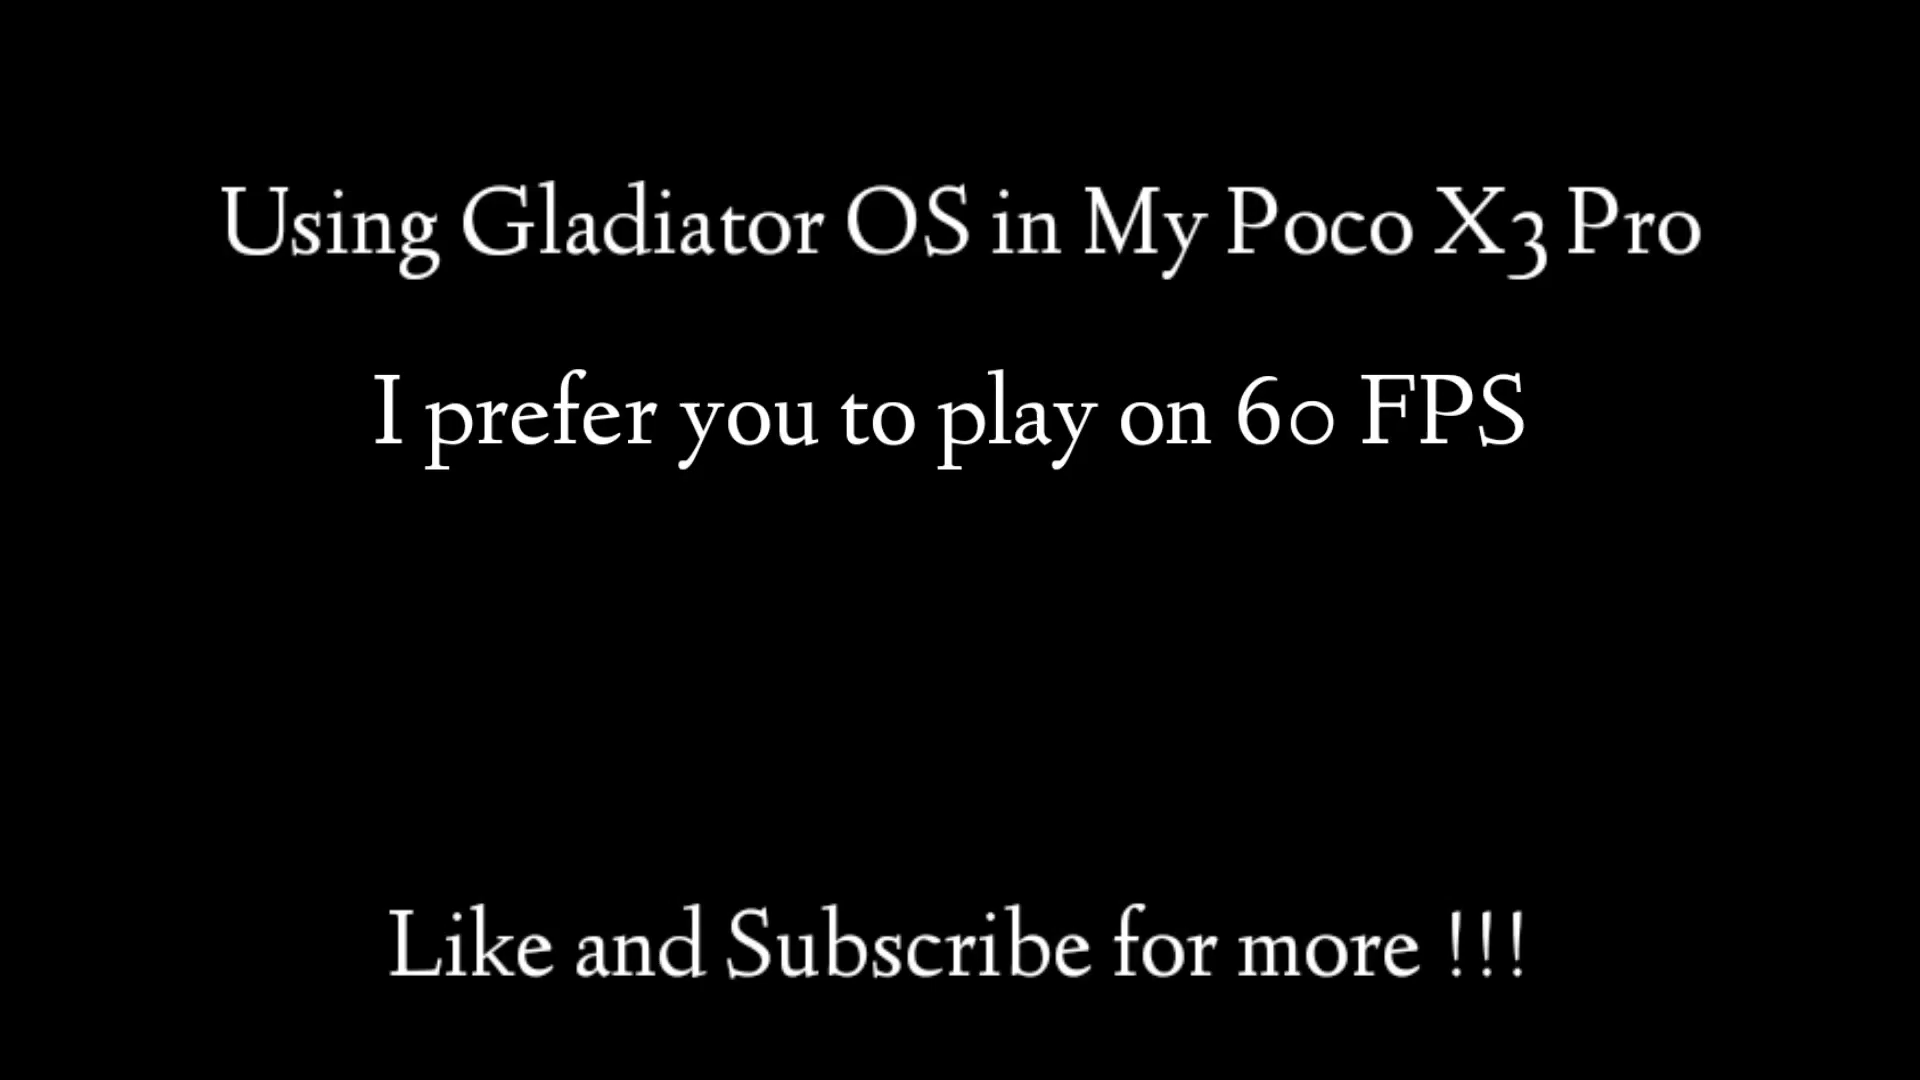 Using Gladiator OS in My Poco X3 Pro
I prefer you to play on 60 FPS
Like and Subscribe for more !!!